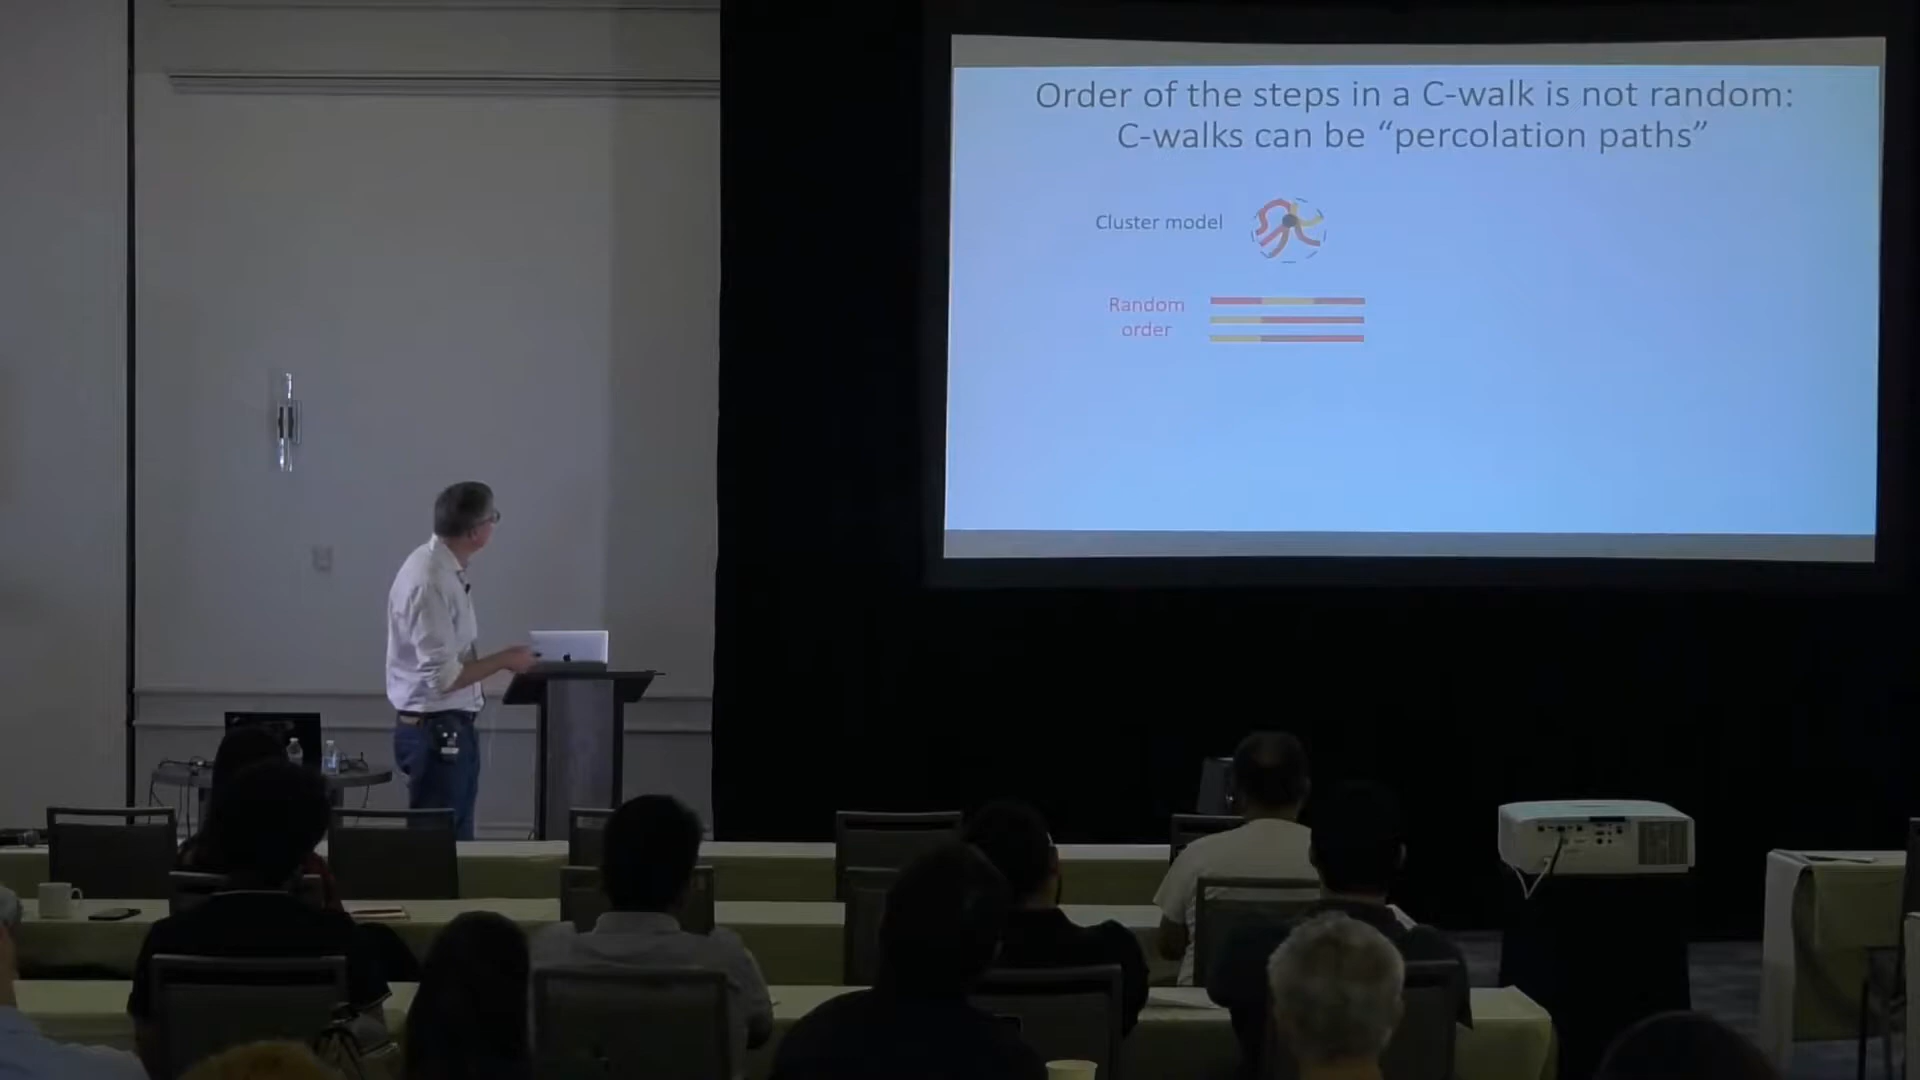 Order of the steps in a C-walk is not random:
C-walks can be “percolation paths”
Cluster model
Random
order